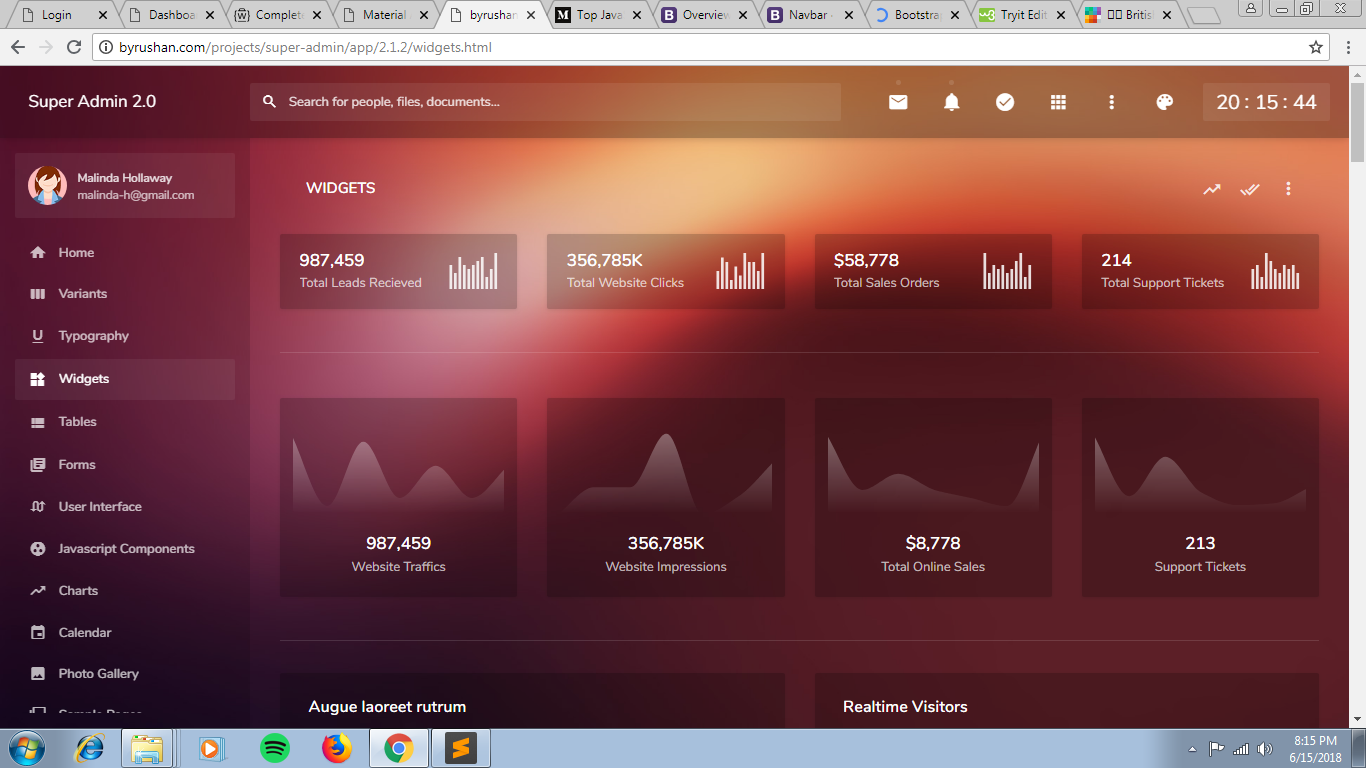 Login Dashboa Complete Material byrushan Top Java Overview Navbar Bootstra Tryit Edit Britis
byrushan.com/projects/super-admin/app/2.1.2/widgets.html
Super Admin 2.0
Search for people, files, documents...
20 : 15 : 44
Malinda Hollaway
malinda-h@gmail.com
Home
Variants
Typography
Widgets
Tables
Forms
User Interface
Javascript Components
Charts
Calendar
Photo Gallery
WIDGETS
987,459 356,785K $58,778 214
Total Leads Recieved Total Website Clicks Total Sales Orders Total Support Tickets
987,459 356,785K $8,778 213
Website Traffics Website Impressions Total Online Sales Support Tickets
Augue laoreet rutrum Realtime Visitors
8:15 PM
6/15/2018